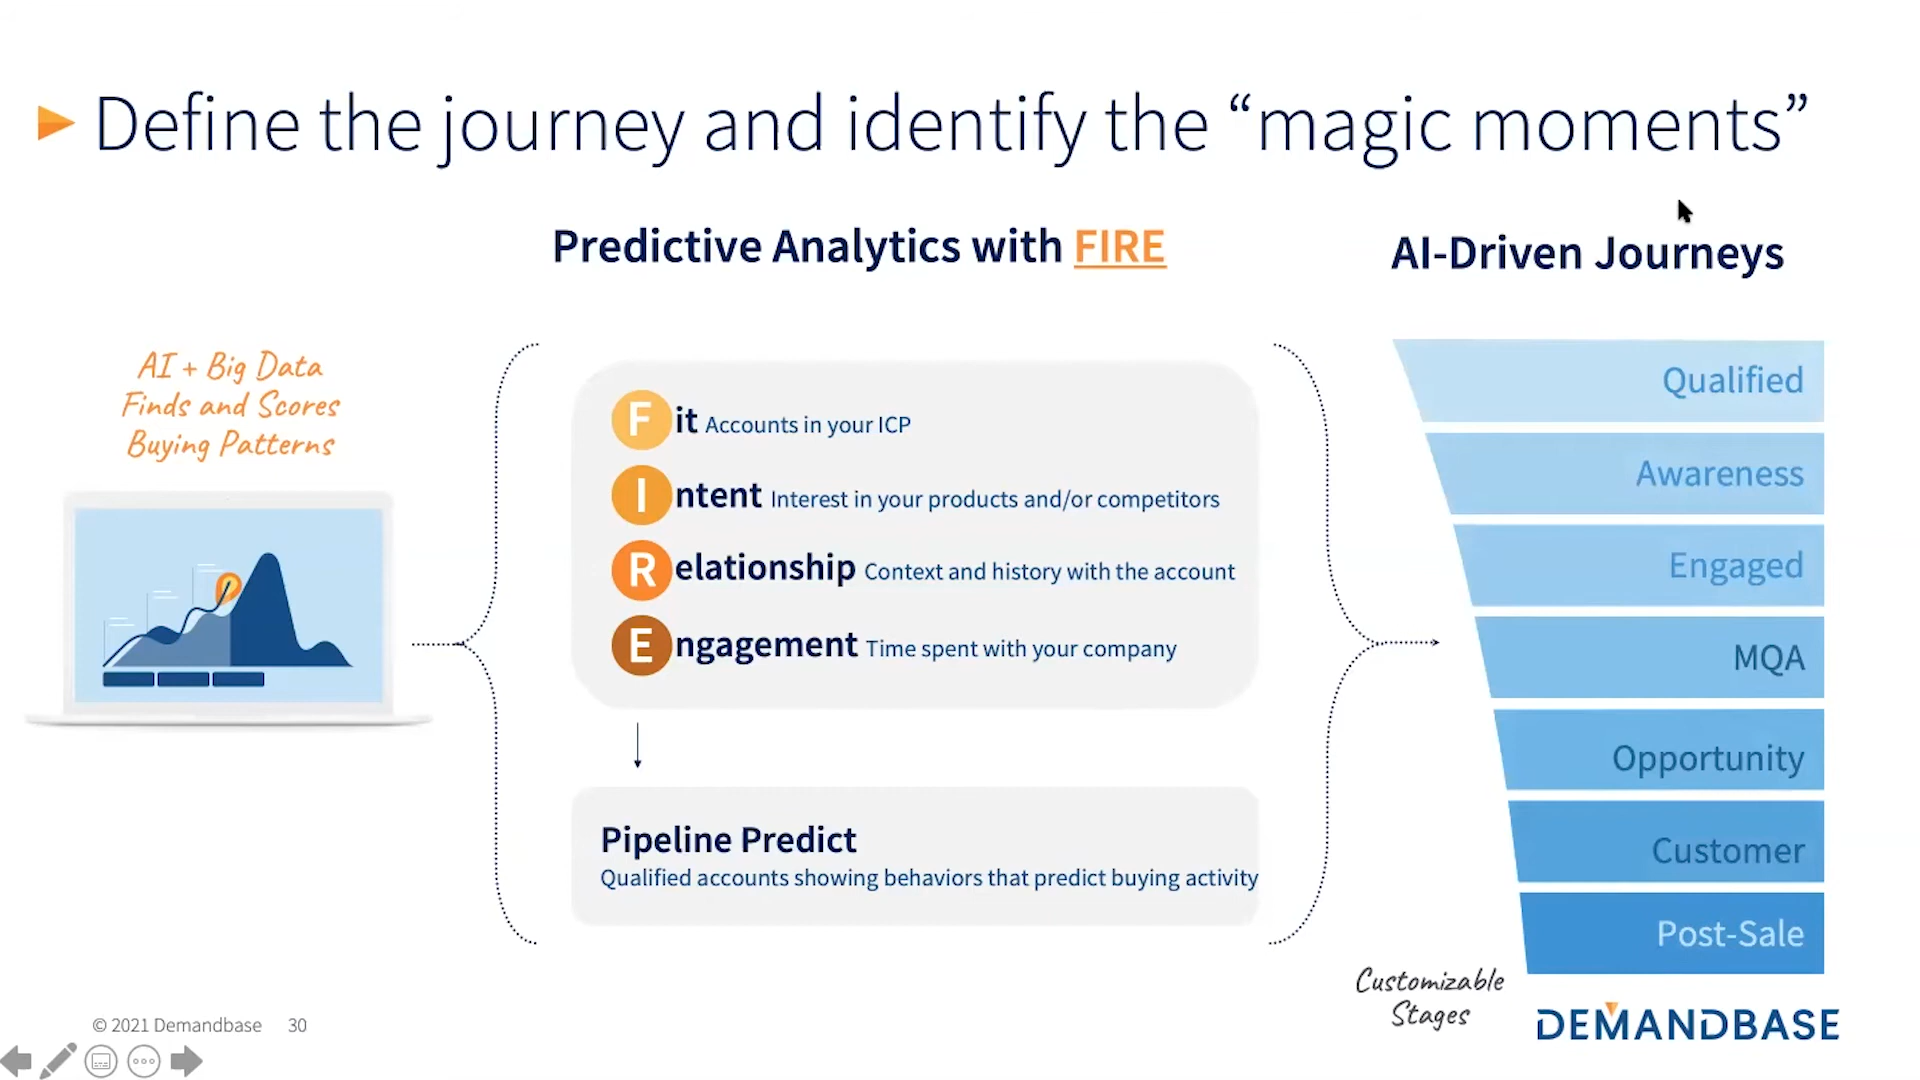 Define the journey and identify the “magic moments”
Predictive Analytics with FIRE
AI-Driven Journeys
AI + Big Data
Finds and Scores
Buying Patterns
Fit Accounts in your ICP
Intent Interest in your products and/or competitors
Relationship Context and history with the account
Engagement Time spent with your company
Pipeline Predict
Qualified accounts showing behaviors that predict buying activity
Qualified
Awareness
Engaged
MQA
Opportunity
Customer
Post-Sale
Customizable
Stages
© 2021 Demandbase 30
DEMANDBASE